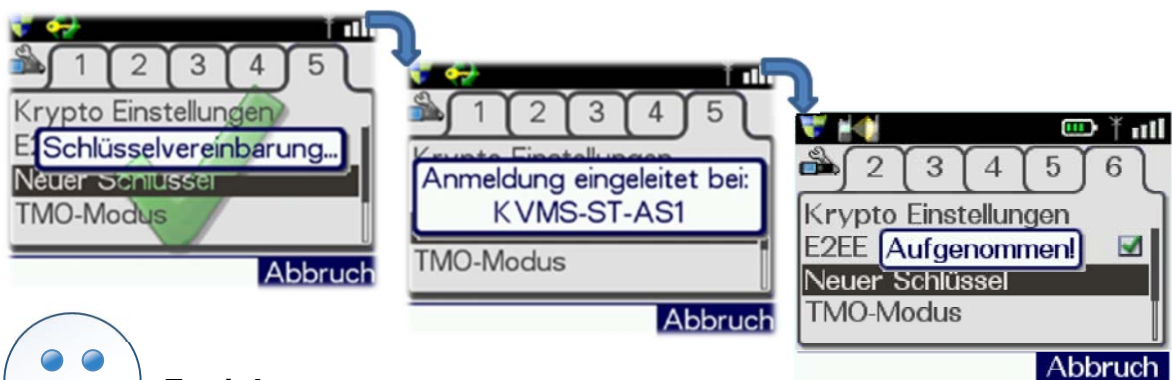 1 2 3 4 5
Krypto Einstellungen
Schlüsselvereinbarung...
Neuer Schlüssel
TMO-Modus
Abbruch
1 2 3 4 5
Krypto Einstellungen
Anmeldung eingeleitet bei:
KVMS-ST-AS1
TMO-Modus
Abbruch
2 3 4 5 6
Krypto Einstellungen
E2EE Aufgenommen!
Neuer Schlüssel
TMO-Modus
Abbruch